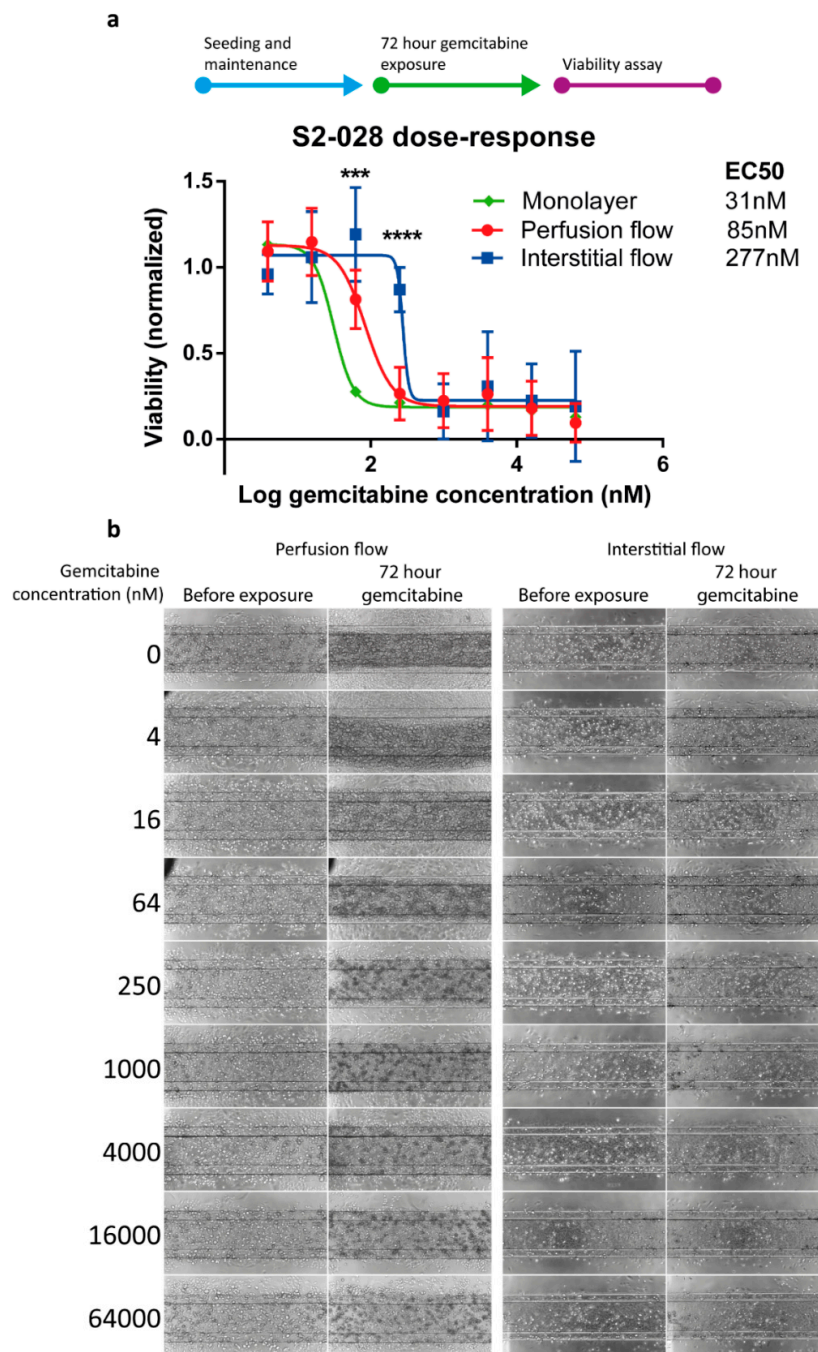 a
Seeding and
maintenance
72 hour gemcitabine
exposure
Viability assay
S2-028 dose-response
EC50
Monolayer 31nM
Perfusion flow 85nM
Interstitial flow 277nM
***
****
Viability (normalized)
1.5
1.0
0.5
0.0
2 4 6
Log gemcitabine concentration (nM)
b
Perfusion flow Interstitial flow
Gemcitabine
concentration (nM)
Before exposure
72 hour
gemcitabine
Before exposure
72 hour
gemcitabine
0
4
16
64
250
1000
4000
16000
64000